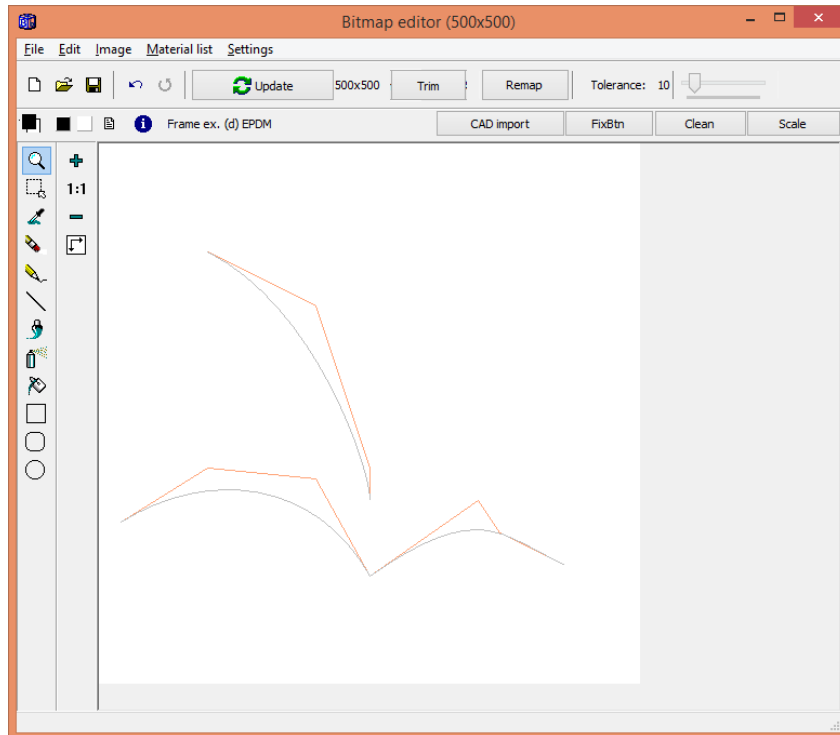 Bitmap editor (500x500)
File Edit Image Material list Settings
Update 500x500 Trim Remap Tolerance: 10
Frame ex. (d) EPDM CAD import FixBtn Clean Scale
1:1